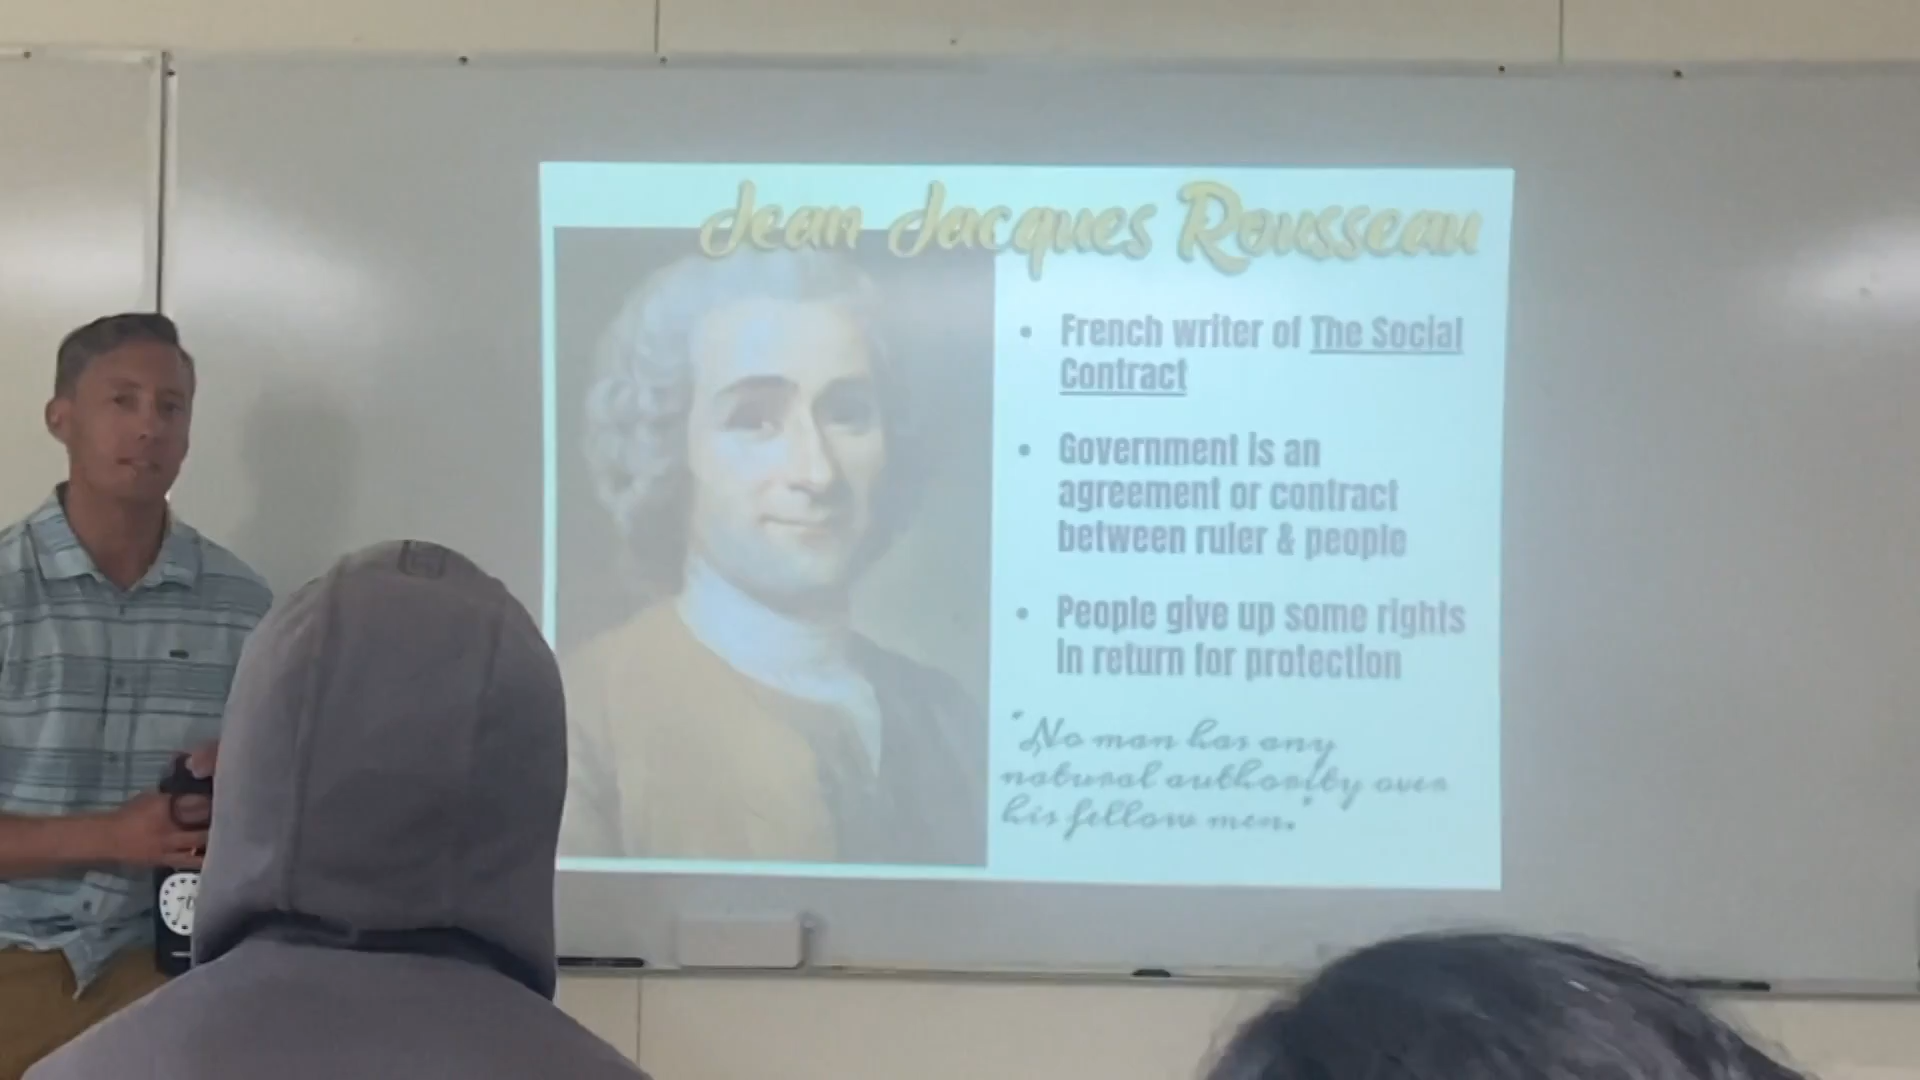 Jean Jacques Rousseau
• French writer of The Social
Contract
• Government is an
agreement or contract
between ruler & people
• People give up some rights
in return for protection
"No man has any
natural authority over
his fellow men."